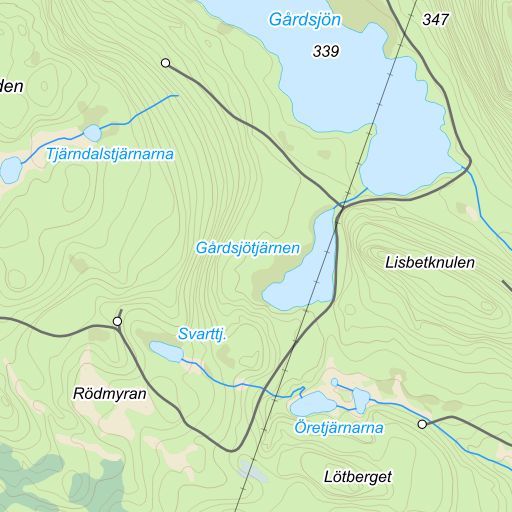 Gårdsjön
347
339
den
Tjärndalstjärnarna
Gårdsjötjärnen
Lisbetknulen
Svarttj.
Rödmyran
Öretjärnarna
Lötberget